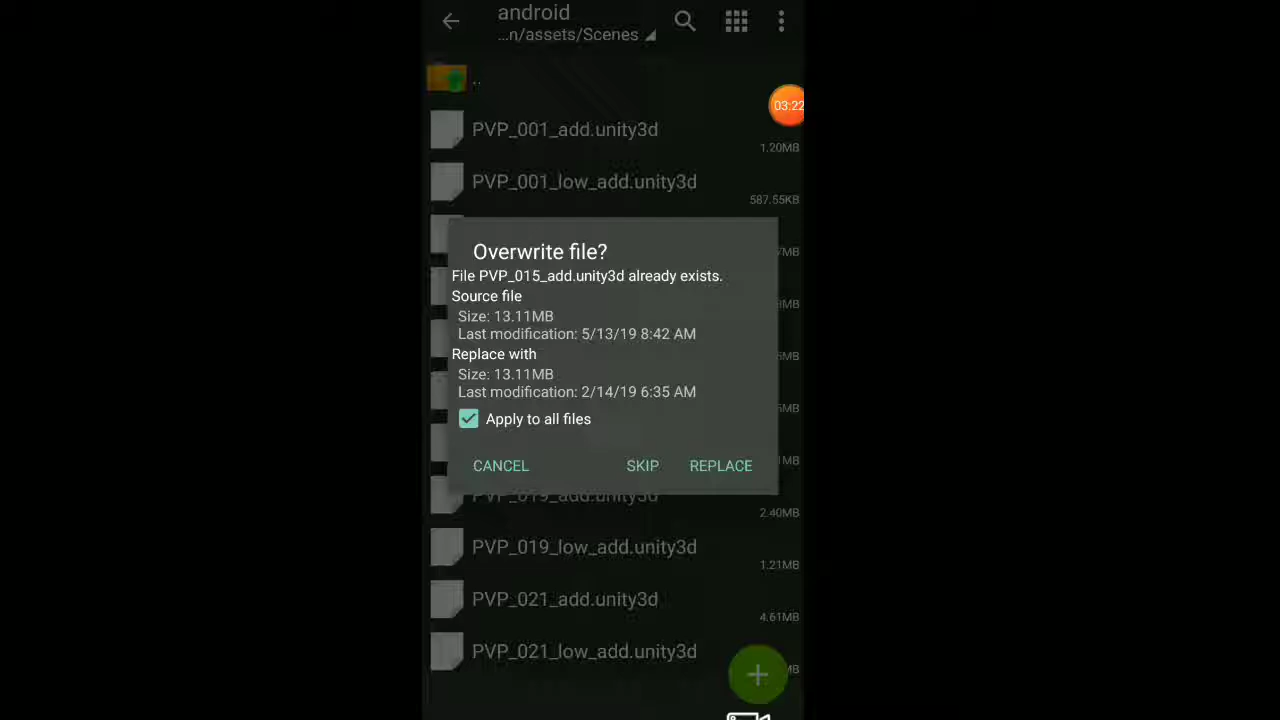 android
...n/assets/Scenes
..
03:22
PVP_001_add.unity3d
1.20MB
PVP_001_low_add.unity3d
587.55KB
Overwrite file?
File PVP_015_add.unity3d already exists.
Source file
Size: 13.11MB
Last modification: 5/13/19 8:42 AM
Replace with
Size: 13.11MB
Last modification: 2/14/19 6:35 AM
Apply to all files
CANCEL SKIP REPLACE
PVP_019_add.unity3d
2.40MB
PVP_019_low_add.unity3d
1.21MB
PVP_021_add.unity3d
4.61MB
PVP_021_low_add.unity3d